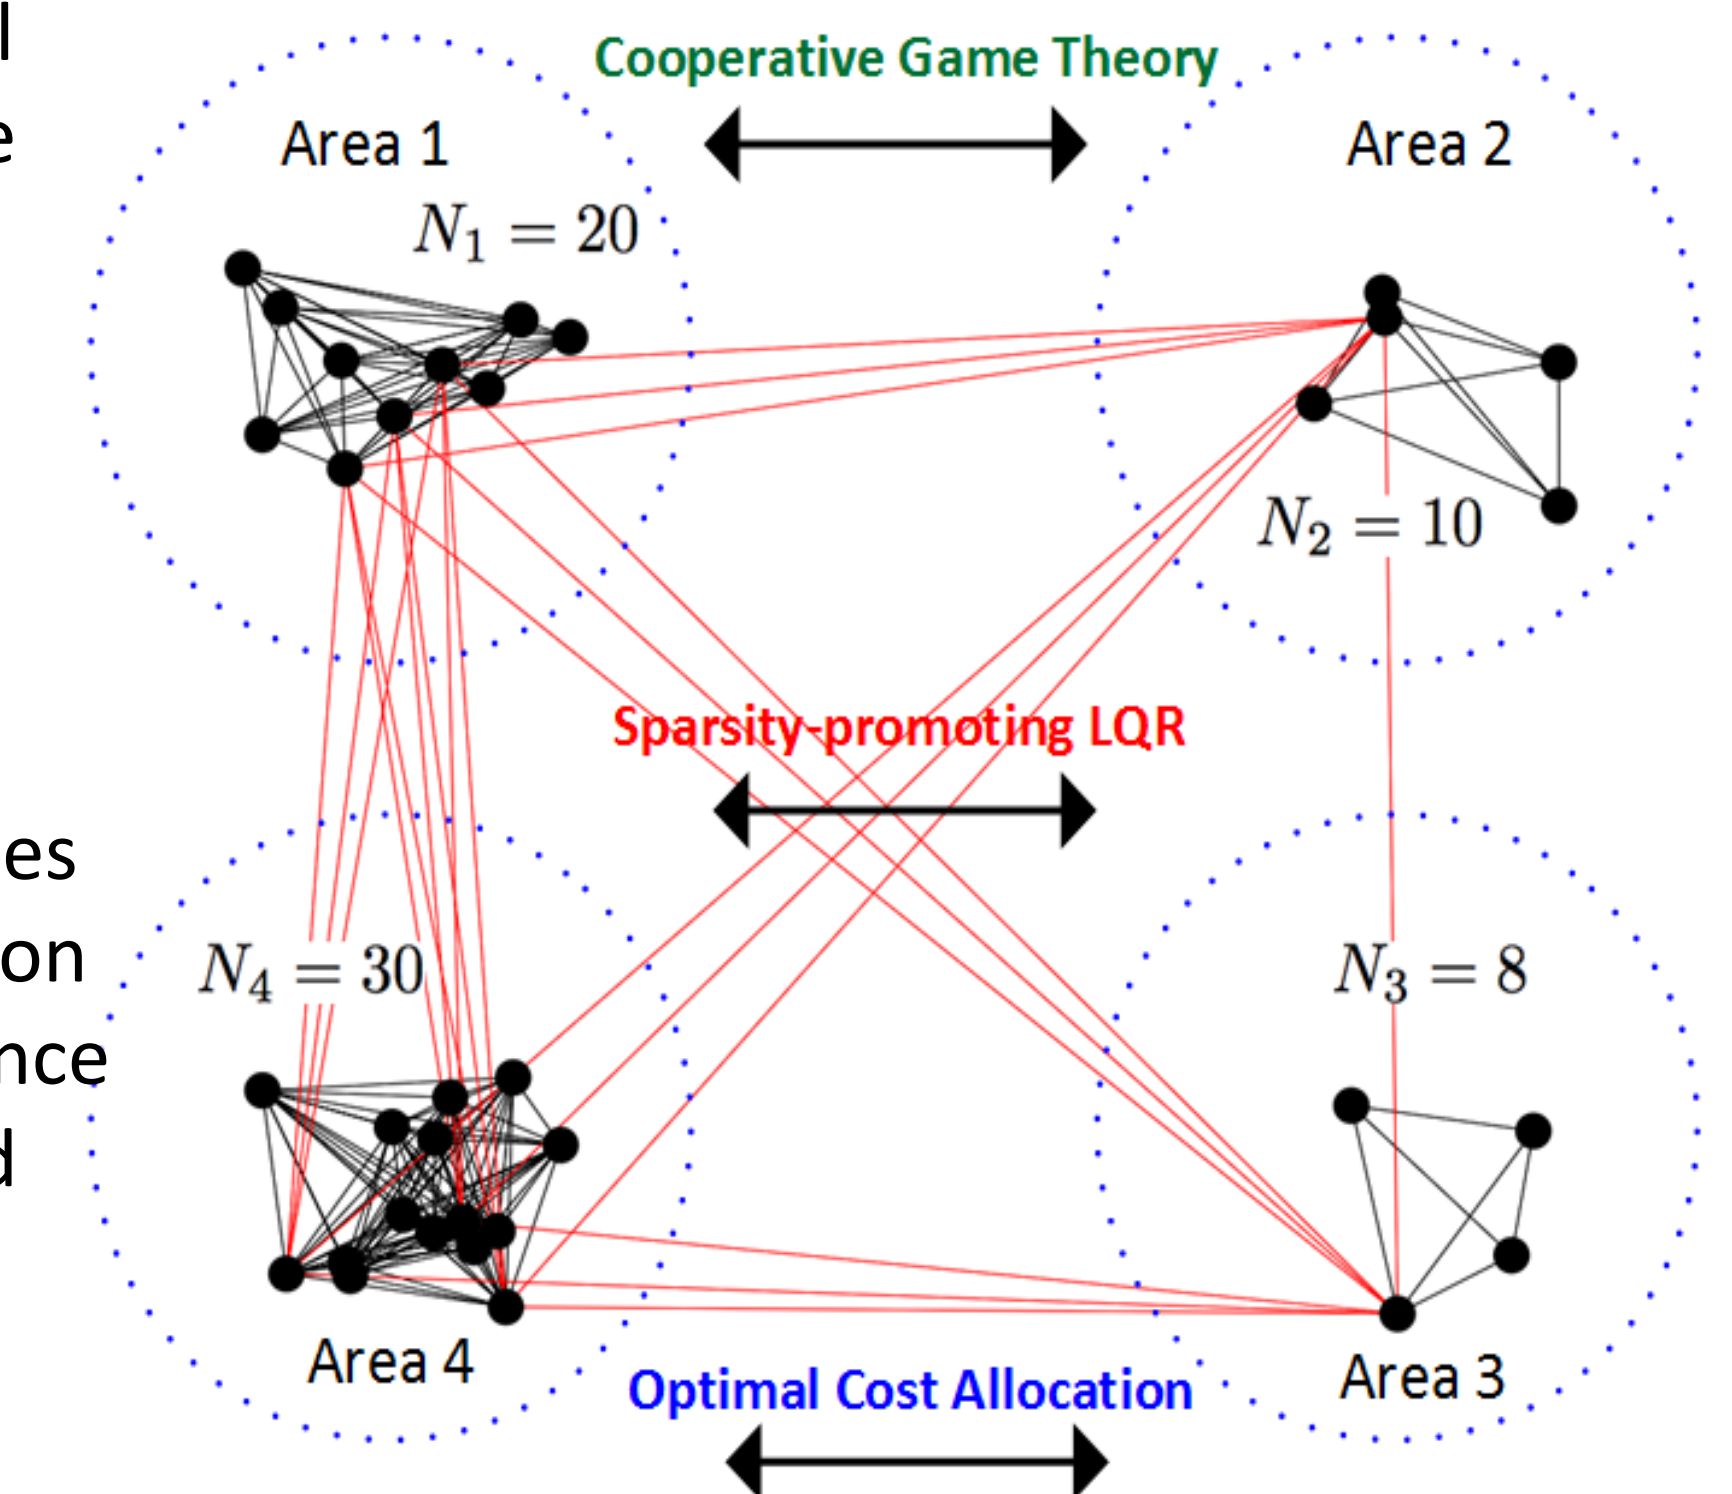 l
e
es
on
nce
d
Cooperative Game Theory
Area 1
Area 2
N₁ = 20
N₂ = 10
Sparsity-promoting LQR
N₄ = 30
N₃ = 8
Area 4
Area 3
Optimal Cost Allocation